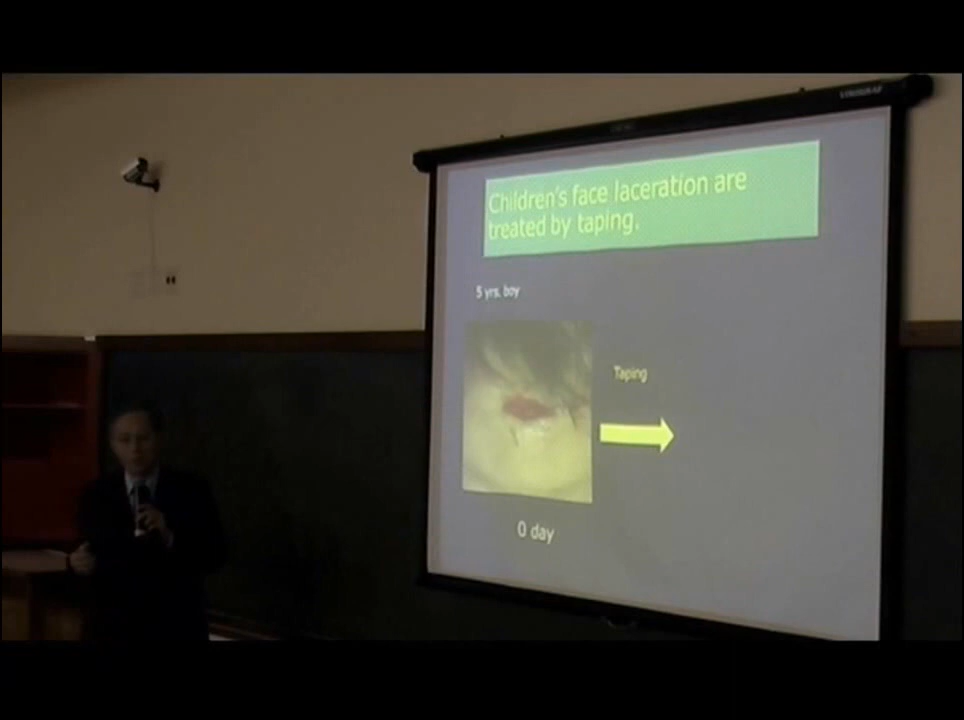 Children's face laceration are
treated by taping.
5 yrs. boy
Taping
0 day